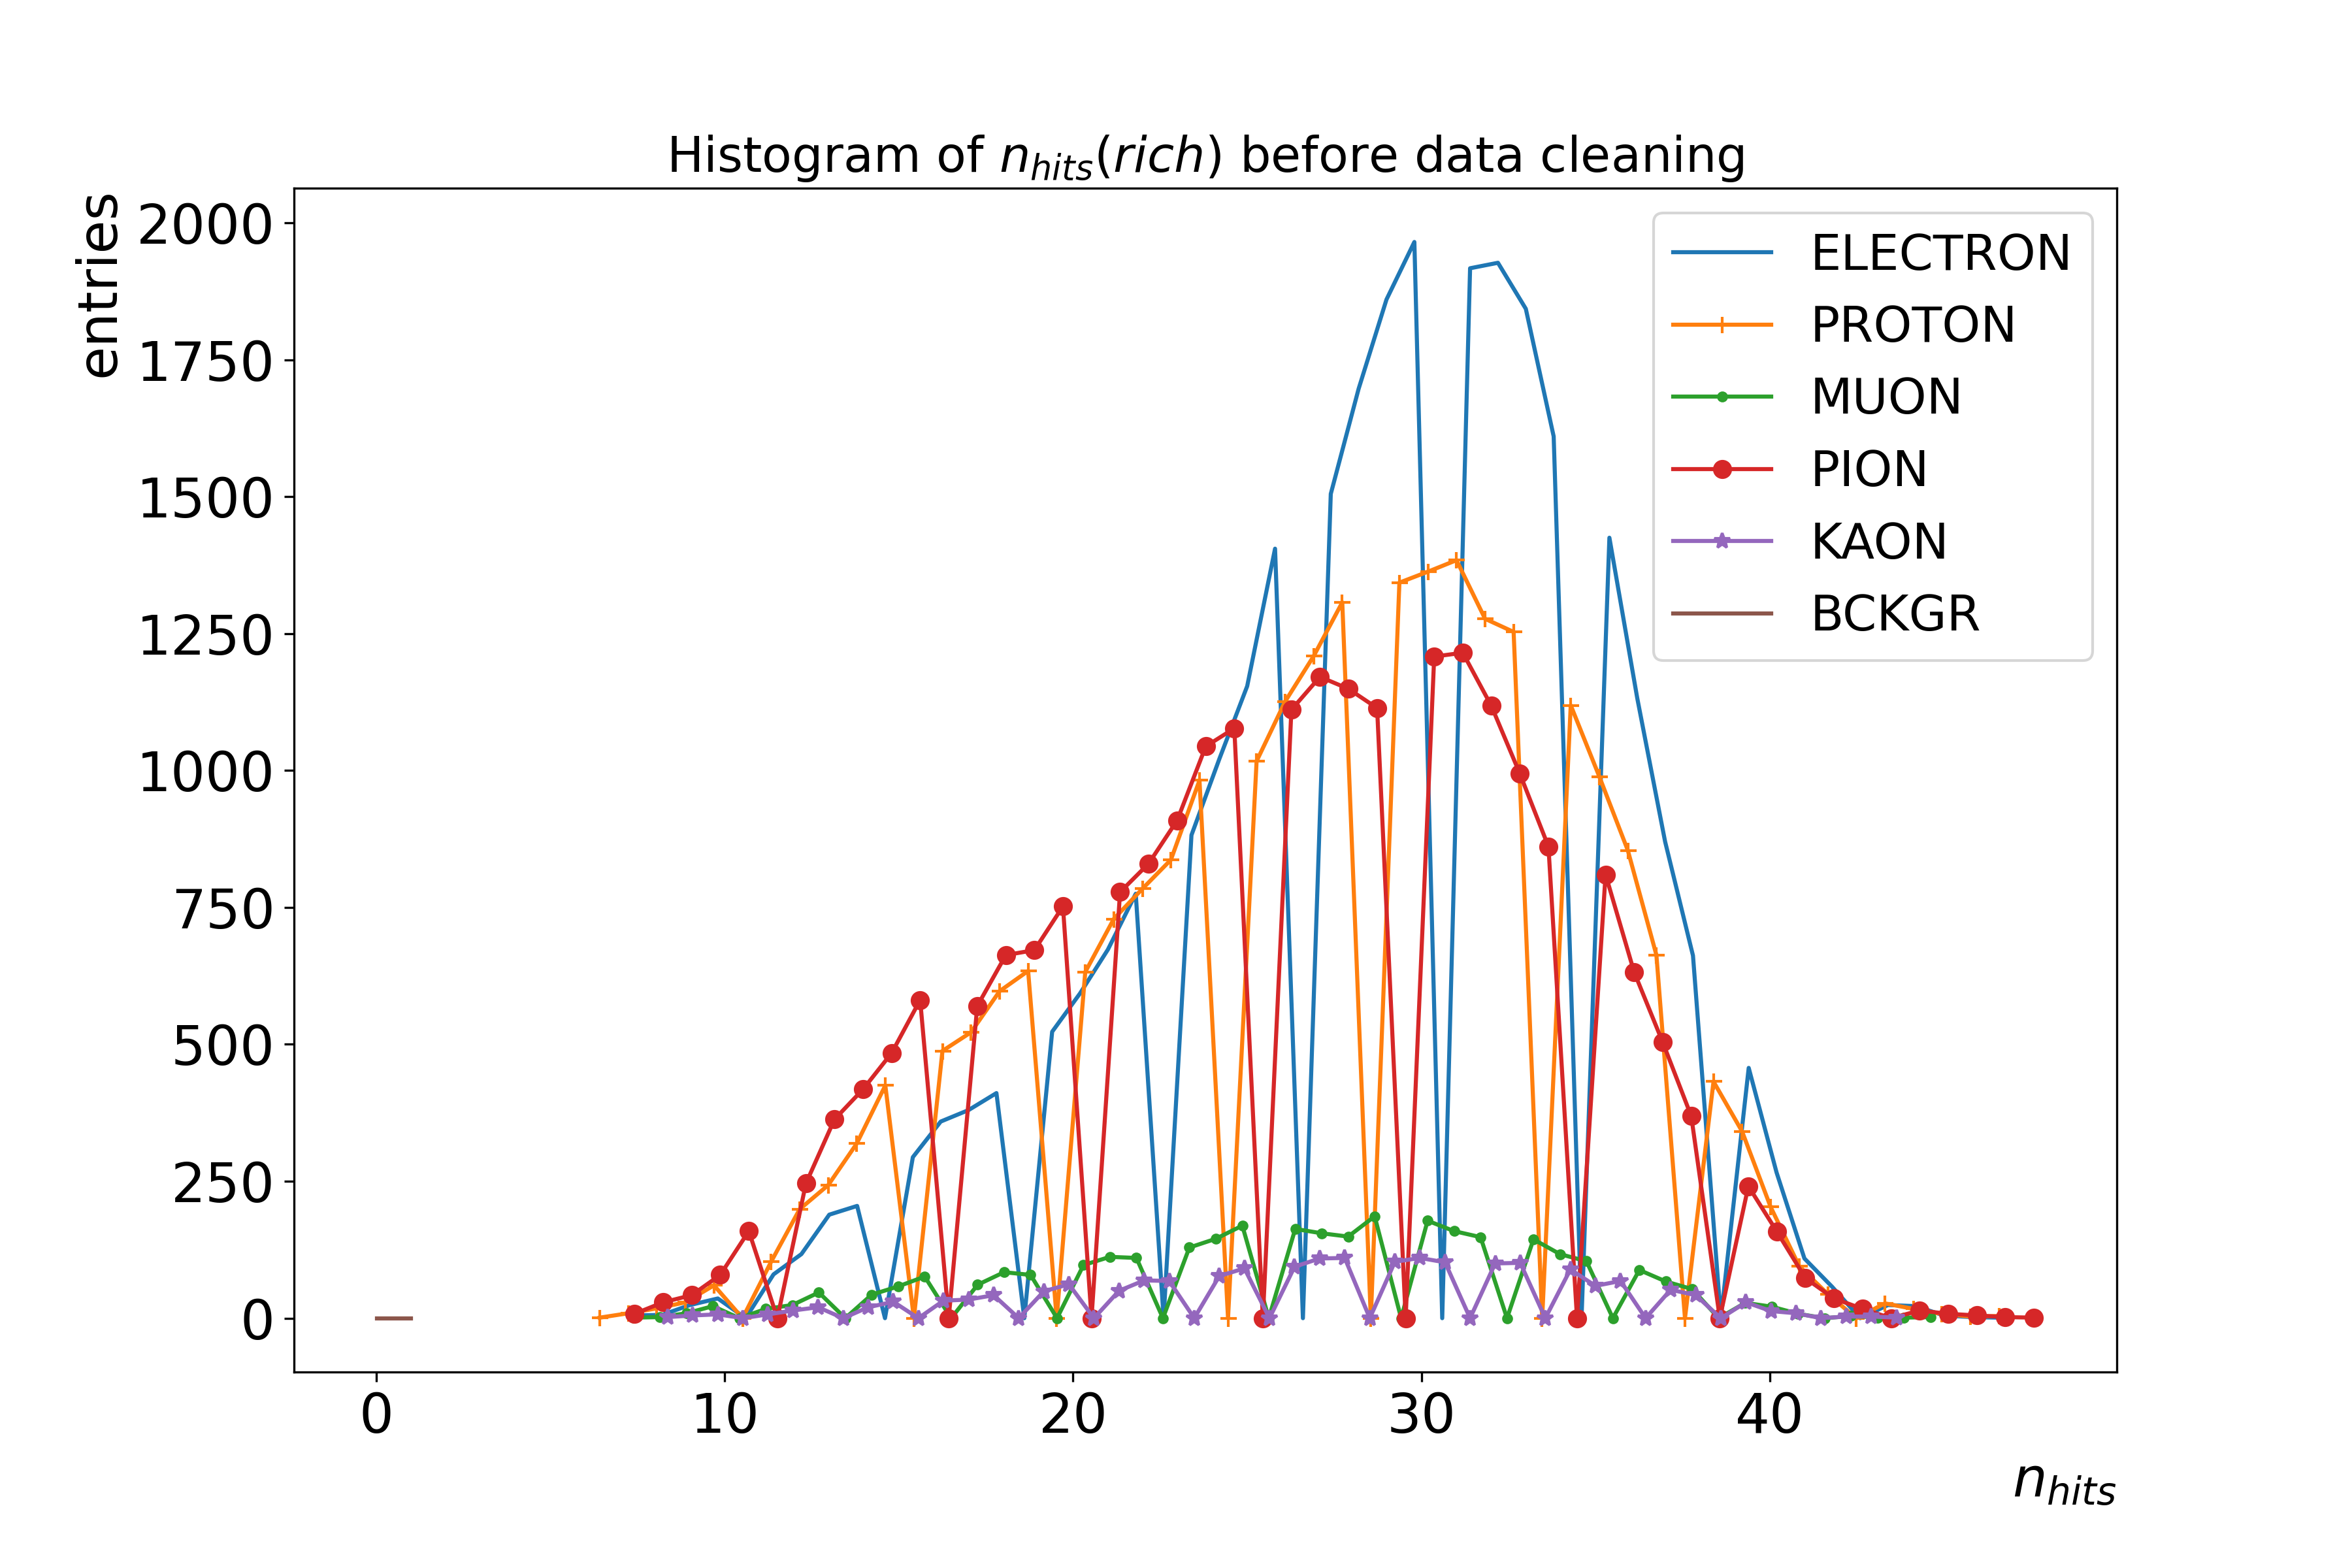 Histogram of n_hits(rich) before data cleaning
entries
2000
1750
1500
1250
1000
750
500
250
0
ELECTRON
PROTON
MUON
PION
KAON
BCKGR
0 10 20 30 40
n_hits